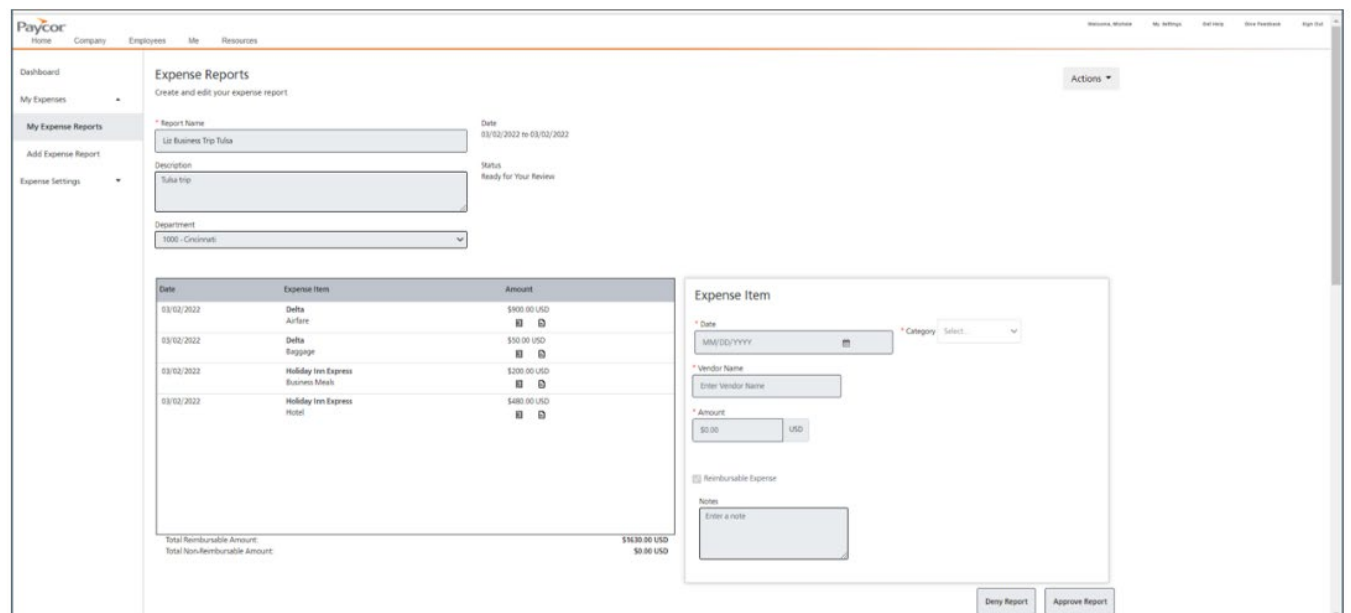 Paycor
Welcome, Michele My Settings Get Help Give Feedback Sign Out
Home Company Employees Me Resources
Dashboard
My Expenses
My Expense Reports
Add Expense Report
Expense Settings
Expense Reports
Create and edit your expense report
Actions
* Report Name
Liz Business Trip Tulsa
Date
03/02/2022 to 03/02/2022
Description
Tulsa trip
Status
Ready for Your Review
Department
1000 - Cincinnati
Date Expense Item Amount
03/02/2022 Delta $900.00 USD
Airfare
03/02/2022 Delta $50.00 USD
Baggage
03/02/2022 Holiday Inn Express $200.00 USD
Business Meals
03/02/2022 Holiday Inn Express $480.00 USD
Hotel
Total Reimbursable Amount: $1630.00 USD
Total Non-Reimbursable Amount: $0.00 USD
Expense Item
* Date
MM/DD/YYYY
* Category Select...
* Vendor Name
Enter Vendor Name
* Amount
$0.00 USD
Reimbursable Expense
Notes
Enter a note
Deny Report Approve Report